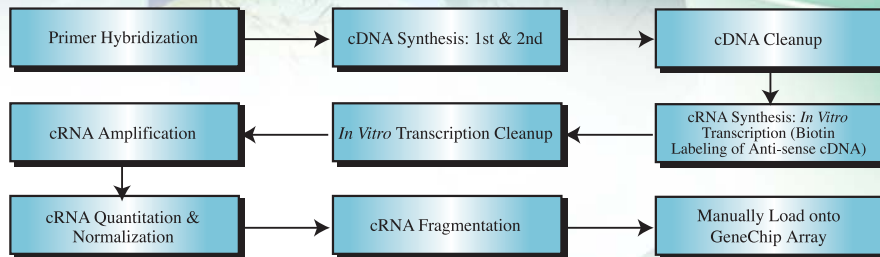 Primer Hybridization
cDNA Synthesis: 1st & 2nd
cDNA Cleanup
cRNA Synthesis: In Vitro
Transcription (Biotin
Labeling of Anti-sense cDNA)
In Vitro Transcription Cleanup
cRNA Amplification
cRNA Quantitation &
Normalization
cRNA Fragmentation
Manually Load onto
GeneChip Array